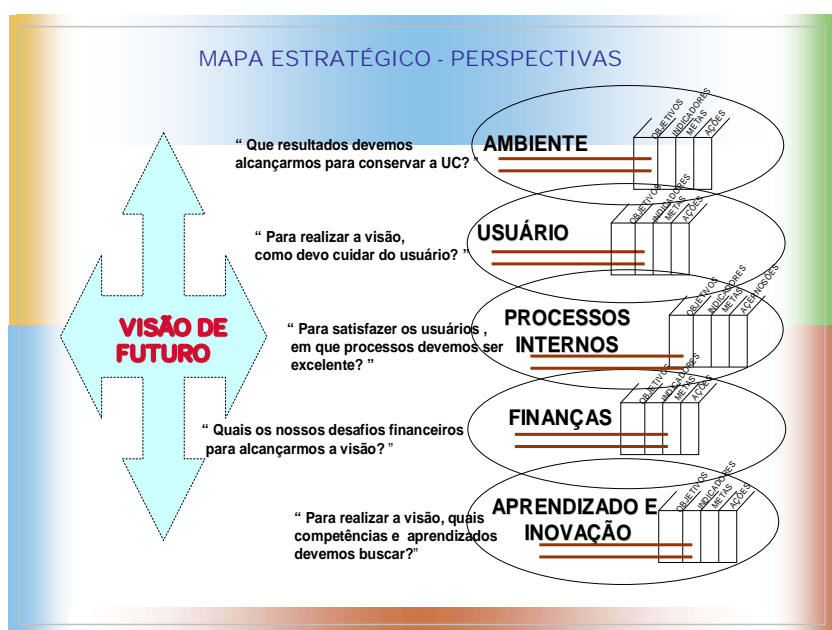 MAPA ESTRATÉGICO - PERSPECTIVAS
“ Que resultados devemos
alcançarmos para conservar a UC? ”
AMBIENTE
OBJETIVOS
INDICADORES
METAS
AÇÕES
“ Para realizar a visão,
como devo cuidar do usuário? ”
USUÁRIO
OBJETIVOS
INDICADORES
METAS
AÇÕES
VISÃO DE
FUTURO
“ Para satisfazer os usuários ,
em que processos devemos ser
excelente? ”
PROCESSOS
INTERNOS
OBJETIVOS
INDICADORES
METAS
“ Quais os nossos desafios financeiros
para alcançarmos a visão? ”
FINANÇAS
OBJETIVOS
INDICADORES
METAS
AÇÕES
“ Para realizar a visão, quais
competências e aprendizados
devemos buscar?”
APRENDIZADO E
INOVAÇÃO
OBJETIVOS
INDICADORES
METAS
AÇÕES